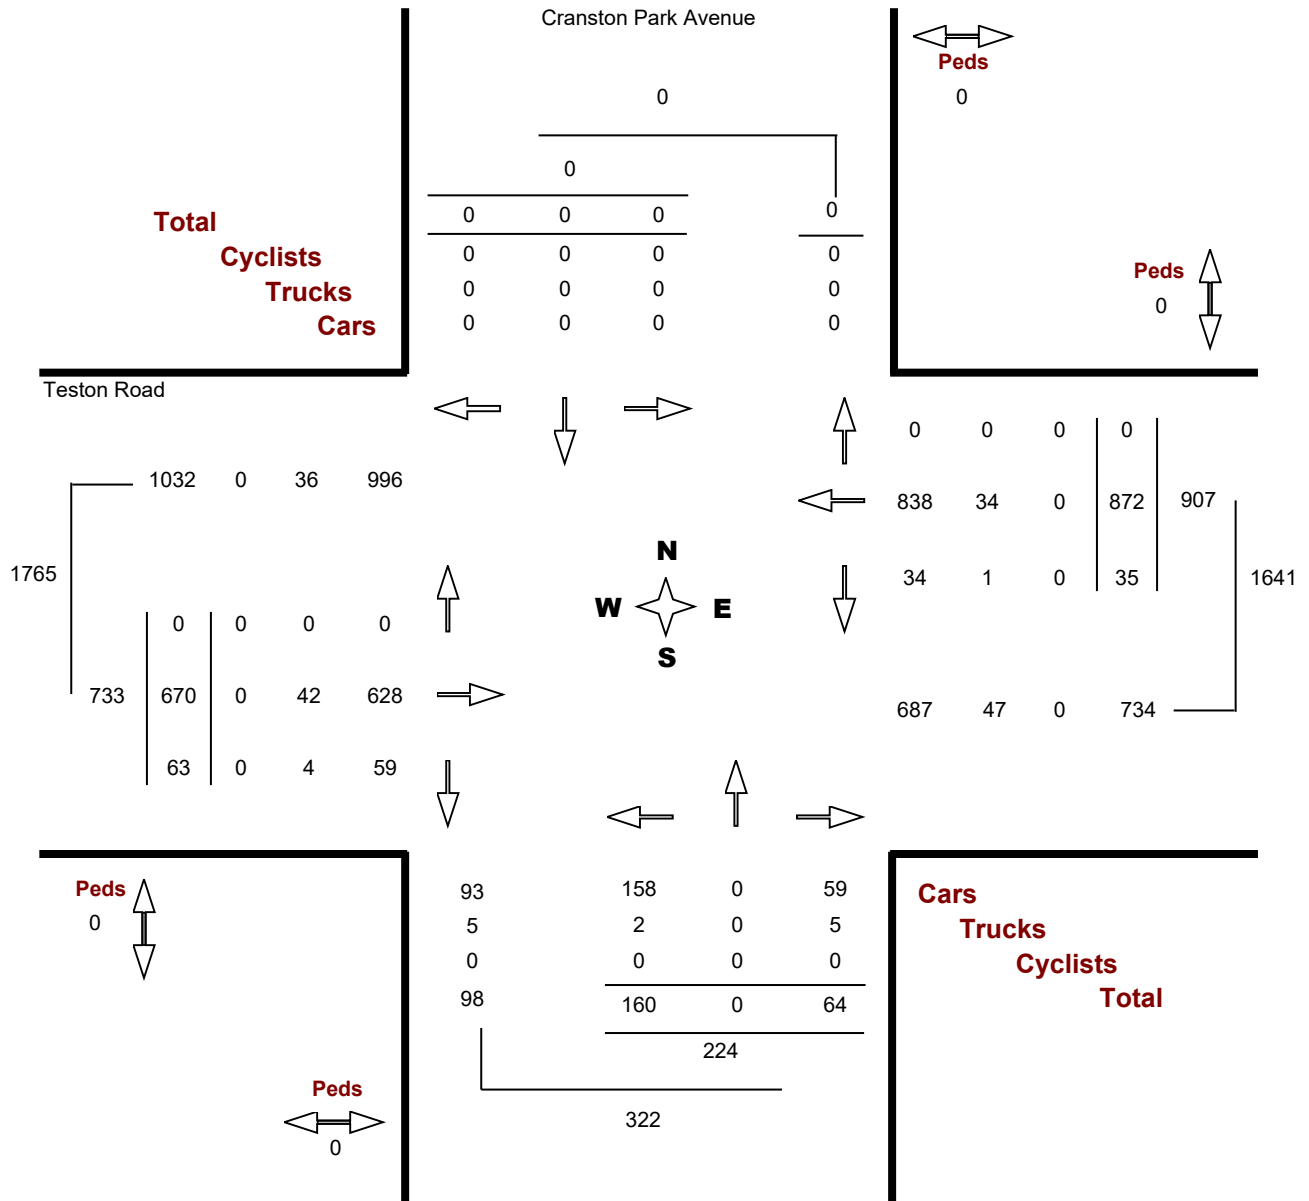 Cranston Park Avenue
Peds
0
0
0
0 0 0 0
Total
Cyclists
Trucks
Cars
0 0 0 0
0 0 0 0
0 0 0 0
Peds
0
Teston Road
0 0 0 0
1032 0 36 996
838 34 0 872 907
1765
N
W E
S
34 1 0 35 1641
0 0 0 0
733 670 0 42 628
687 47 0 734
63 0 4 59
Peds
0
93 158 0 59
5 2 0 5
0 0 0 0
98 160 0 64
224
322
Cars
Trucks
Cyclists
Total
Peds
0